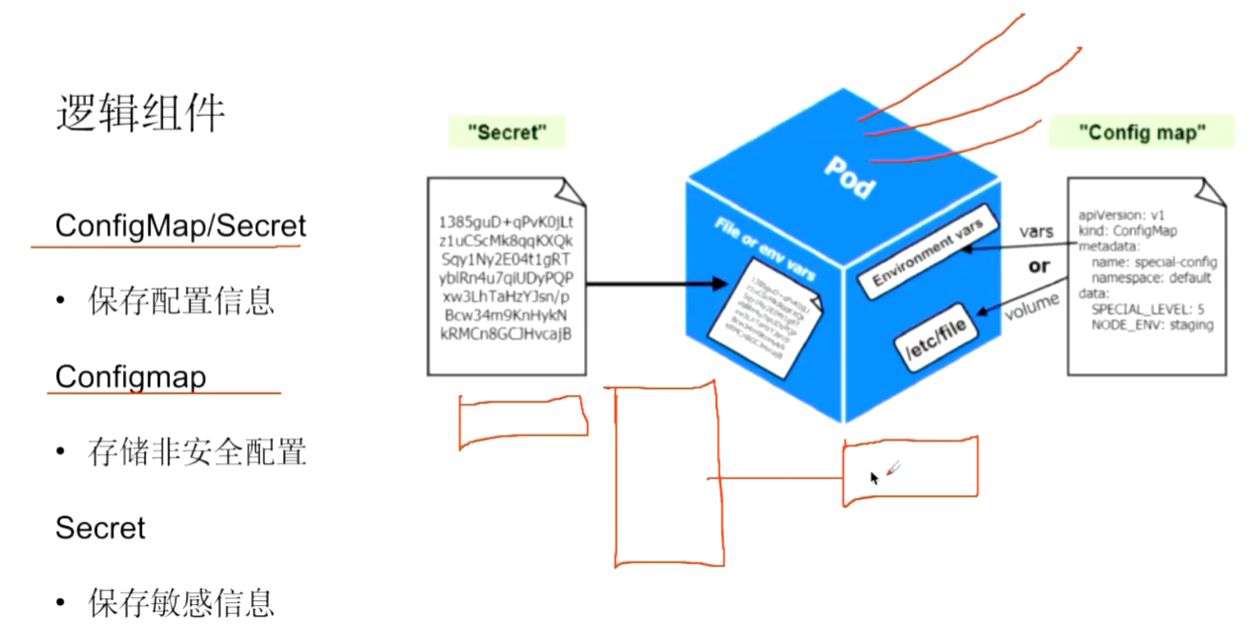 逻辑组件
ConfigMap/Secret
• 保存配置信息
Configmap
• 存储非安全配置
Secret
• 保存敏感信息
"Secret"
1385guD+qPvK0JLt
z1uCScMk8qqKXQk
Sqy1Ny2E04t1gRT
yblRn4u7qiUDyPQP
xw3LhTaHzYJsn/p
Bcw34m9KnHykN
kRMCn8GCJHvcaJB
Pod
File or env vars
Environment vars
/etc/file
vars
or
volume
"Config map"
apiVersion: v1
kind: ConfigMap
metadata:
name: special-config
namespace: default
data:
SPECIAL_LEVEL: 5
NODE_ENV: staging